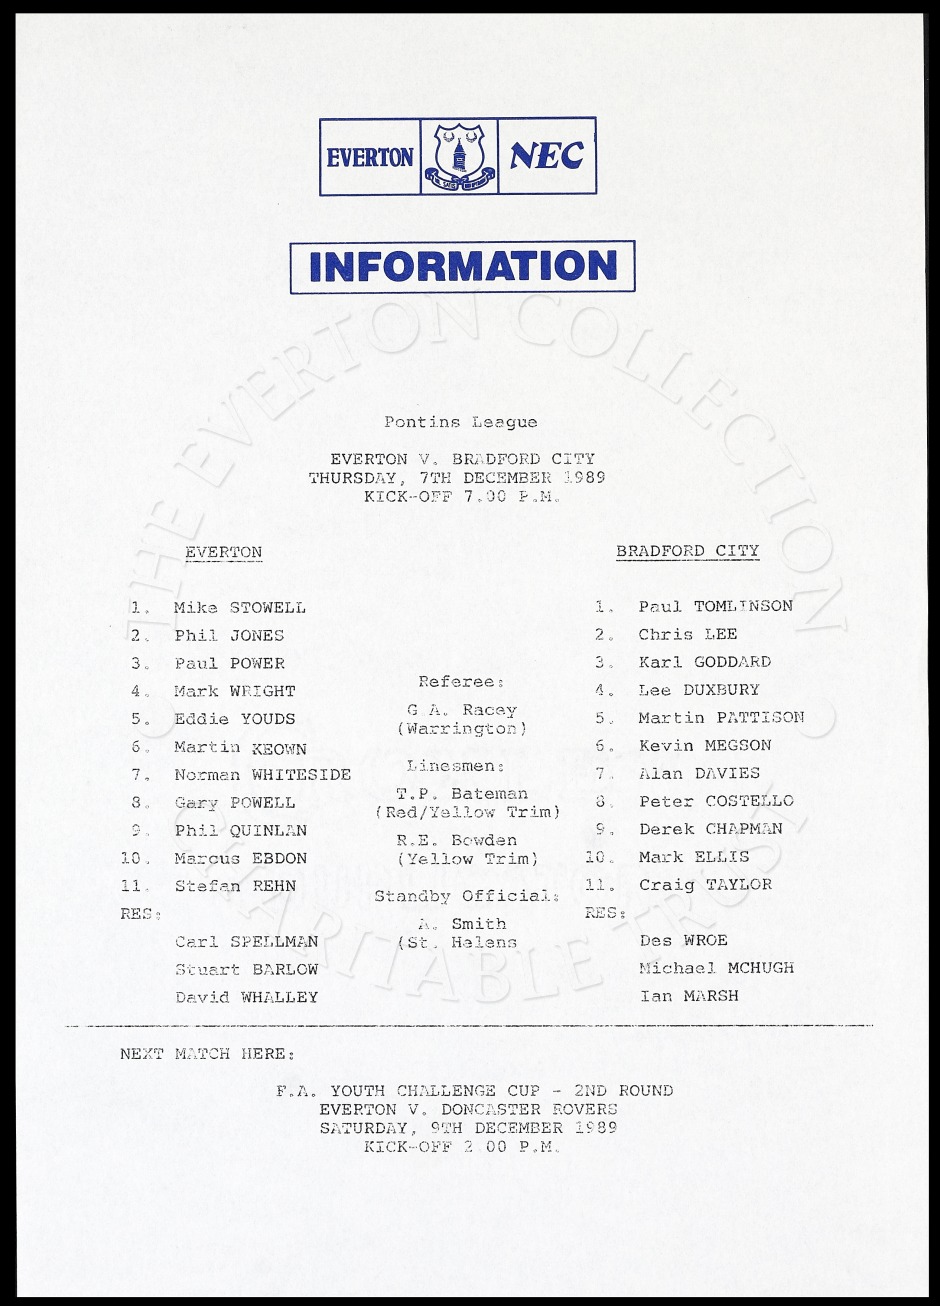 EVERTON
NEC
INFORMATION
THE EVERTON COLLECTION
CHARITABLE TRUST
Pontins League
EVERTON V. BRADFORD CITY
THURSDAY, 7TH DECEMBER 1989
KICK-OFF 7.00 P.M.
EVERTON
1. Mike STOWELL
2. Phil JONES
3. Paul POWER
4. Mark WRIGHT
5. Eddie YOUDS
6. Martin KEOWN
7. Norman WHITESIDE
8. Gary POWELL
9. Phil QUINLAN
10. Marcus EBDON
11. Stefan REHN
RES:
Carl SPELLMAN
Stuart BARLOW
David WHALLEY
Referee:
G A. Racey
(Warrington)
Linesmen:
T.P. Bateman
(Red/Yellow Trim)
R.E. Bowden
(Yellow Trim)
Standby Official:
A. Smith
(St. Helens
BRADFORD CITY
1. Paul TOMLINSON
2. Chris LEE
3. Karl GODDARD
4. Lee DUXBURY
5. Martin PATTISON
6. Kevin MEGSON
7. Alan DAVIES
8. Peter COSTELLO
9. Derek CHAPMAN
10. Mark ELLIS
11. Craig TAYLOR
RES:
Des WROE
Michael MCHUGH
Ian MARSH
NEXT MATCH HERE:
F.A. YOUTH CHALLENGE CUP - 2ND ROUND
EVERTON V. DONCASTER ROVERS
SATURDAY, 9TH DECEMBER 1989
KICK-OFF 2 00 P.M.